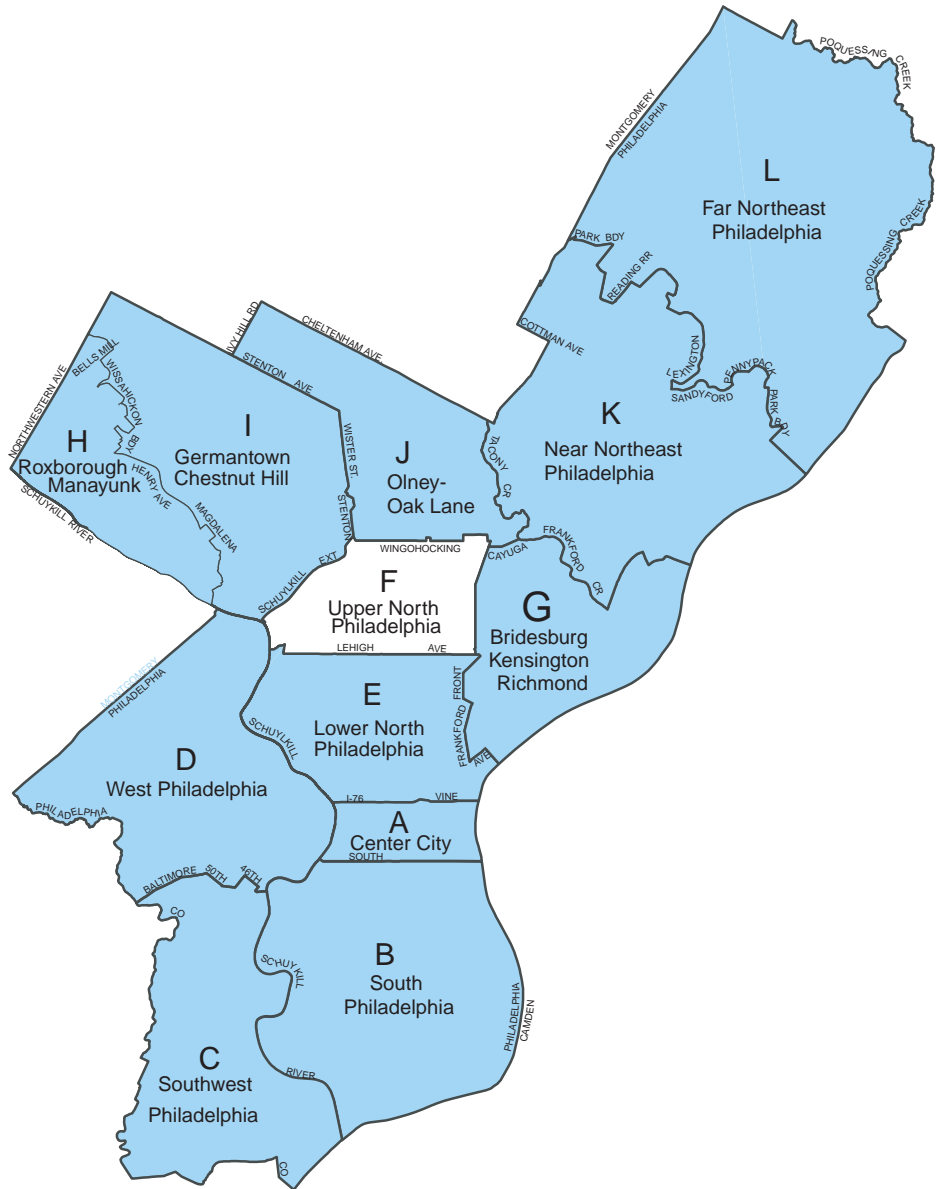 POQUESSING
CREEK
MONTGOMERY
PHILADELPHIA
L
Far Northeast
Philadelphia
POQUESSING CREEK
PARK BDY
READING RR
COTTMAN AVE
LEXINGTON
SANDYFORD
PENNYPACK
PARK BDY
IVY HILL RD
CHELTENHAM AVE
STENTON AVE
NORTHWESTERN AVE
BELLS MILL
WISSAHICKON
BDY
HENRY AVE
MAGDALENA
H
Roxborough
Manayunk
SCHUYKILL RIVER
I
Germantown
Chestnut Hill
WISTER ST.
STENTON
J
Olney-
Oak Lane
TACONY CR
K
Near Northeast
Philadelphia
SCHUYLKILL EXT
WINGOHOCKING
CAYUGA
FRANKFORD
CR
F
Upper North
Philadelphia
LEHIGH AVE
G
Bridesburg
Kensington
Richmond
MONTGOMERY
PHILADELPHIA
SCHUYLKILL
E
Lower North
Philadelphia
FRANKFORD FRONT
AVE
D
West Philadelphia
PHILADELPHIA
I-76 VINE
A
Center City
SOUTH
BALTIMORE
50TH
46TH
CO
SCHUYKILL
B
South
Philadelphia
PHILADELPHIA
CAMDEN
C
Southwest
Philadelphia
RIVER
CO